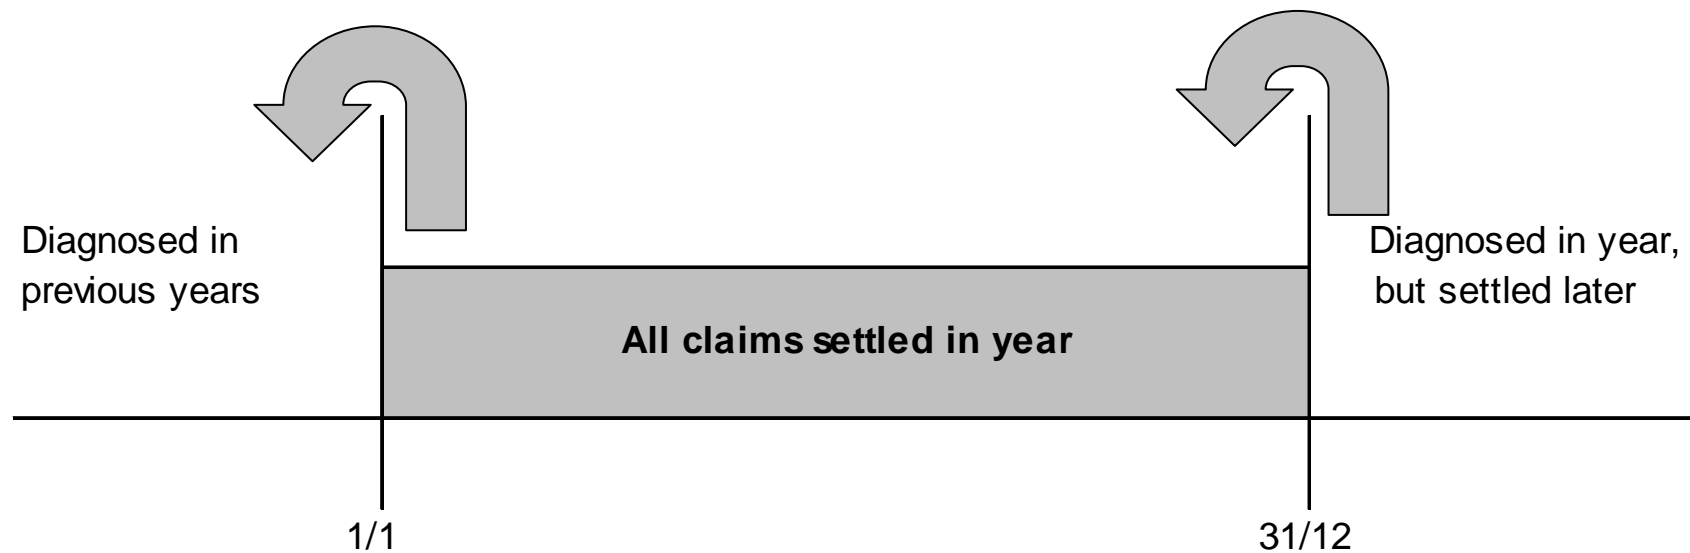 Diagnosed in
previous years
Diagnosed in year,
but settled later
All claims settled in year
1/1
31/12